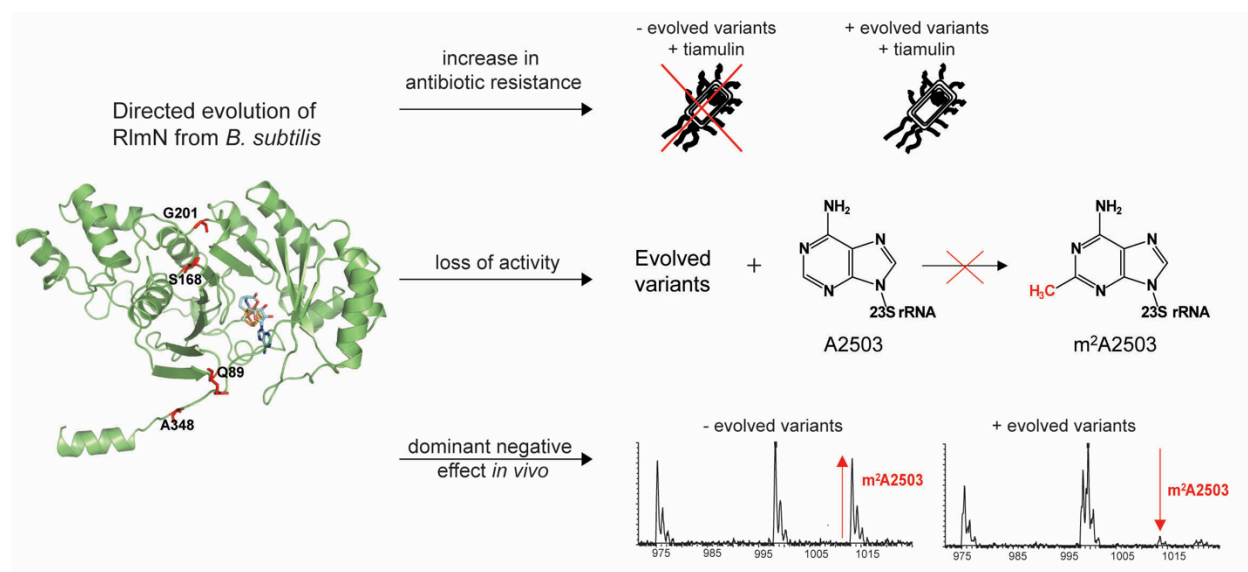 Directed evolution of
RlmN from B. subtilis
G201
S168
Q89
A348
increase in
antibiotic resistance
- evolved variants
+ tiamulin
+ evolved variants
+ tiamulin
loss of activity
Evolved
variants
+
NH₂
N
N
N
N
23S rRNA
A2503
NH₂
N
N
N
N
H₃C
23S rRNA
m²A2503
dominant negative
effect in vivo
- evolved variants
m²A2503
975 985 995 1005 1015
+ evolved variants
m²A2503
975 985 995 1005 1015